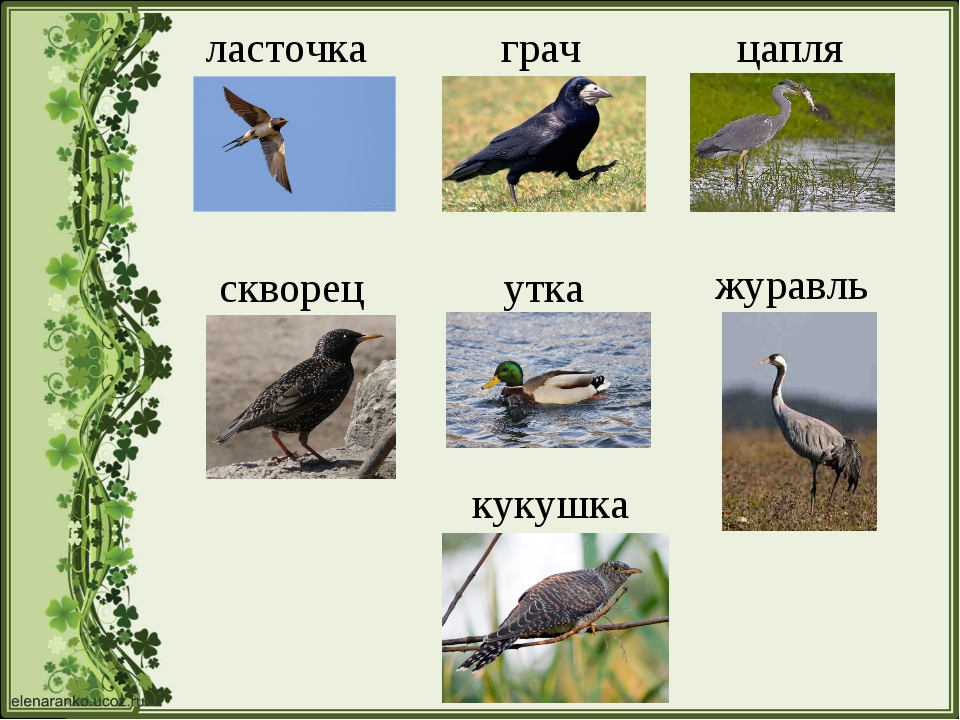 ласточка
грач
цапля
скворец
утка
журавль
кукушка
elenaranko.ucoz.ru